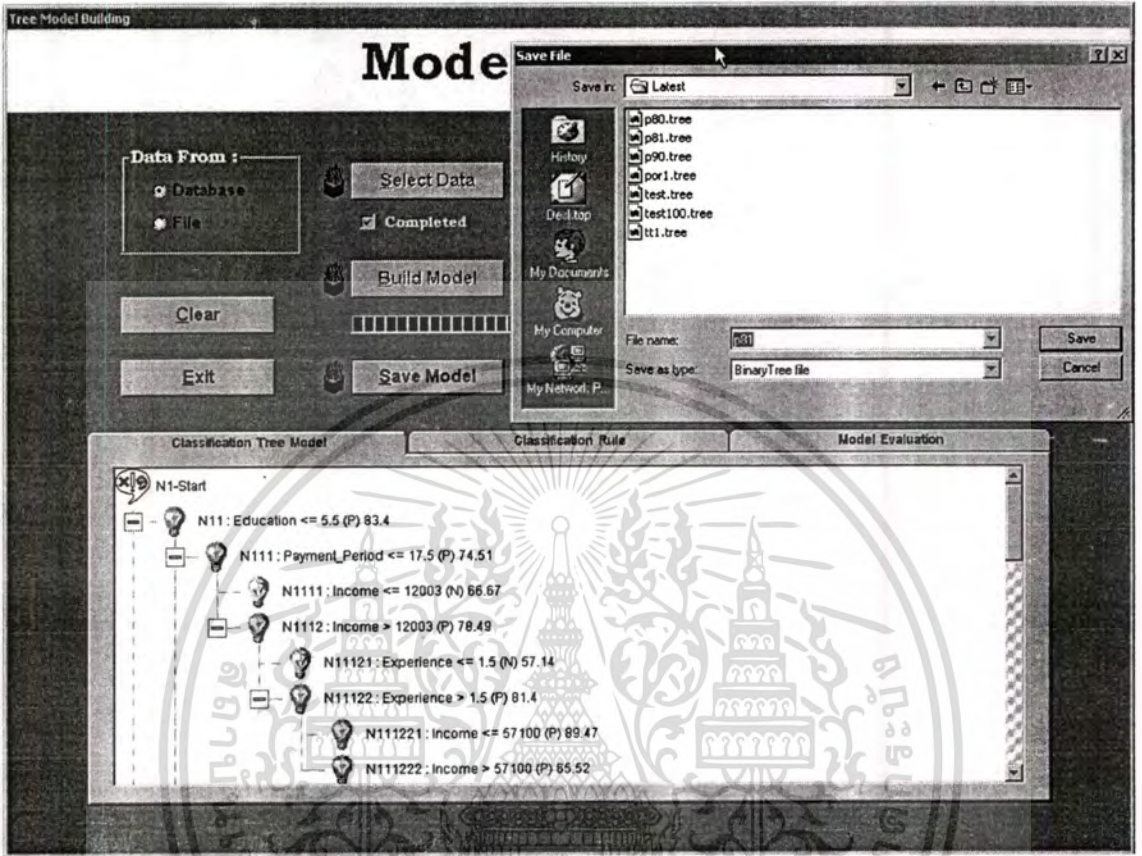 Tree Model Building
Mode
Save File
Save in:
Latest
p80.tree
p81.tree
p90.tree
por1.tree
test.tree
test100.tree
tt1.tree
History
Desktop
My Documents
My Computer
My Network P...
File name:
p81
Save
Save as type:
BinaryTree file
Cancel
Data From :
Database
File
Select Data
Completed
Build Model
Clear
Exit
Save Model
Classification Tree Model
Classification Rule
Model Evaluation
N1-Start
N11 : Education <= 5.5 (P) 83.4
N111 : Payment_Period <= 17.5 (P) 74.51
N1111 : Income <= 12003 (N) 66.67
N1112 : Income > 12003 (P) 78.49
N11121 : Experience <= 1.5 (N) 57.14
N11122 : Experience > 1.5 (P) 81.4
N111221 : Income <= 57100 (P) 89.47
N111222 : Income > 57100 (P) 65.52